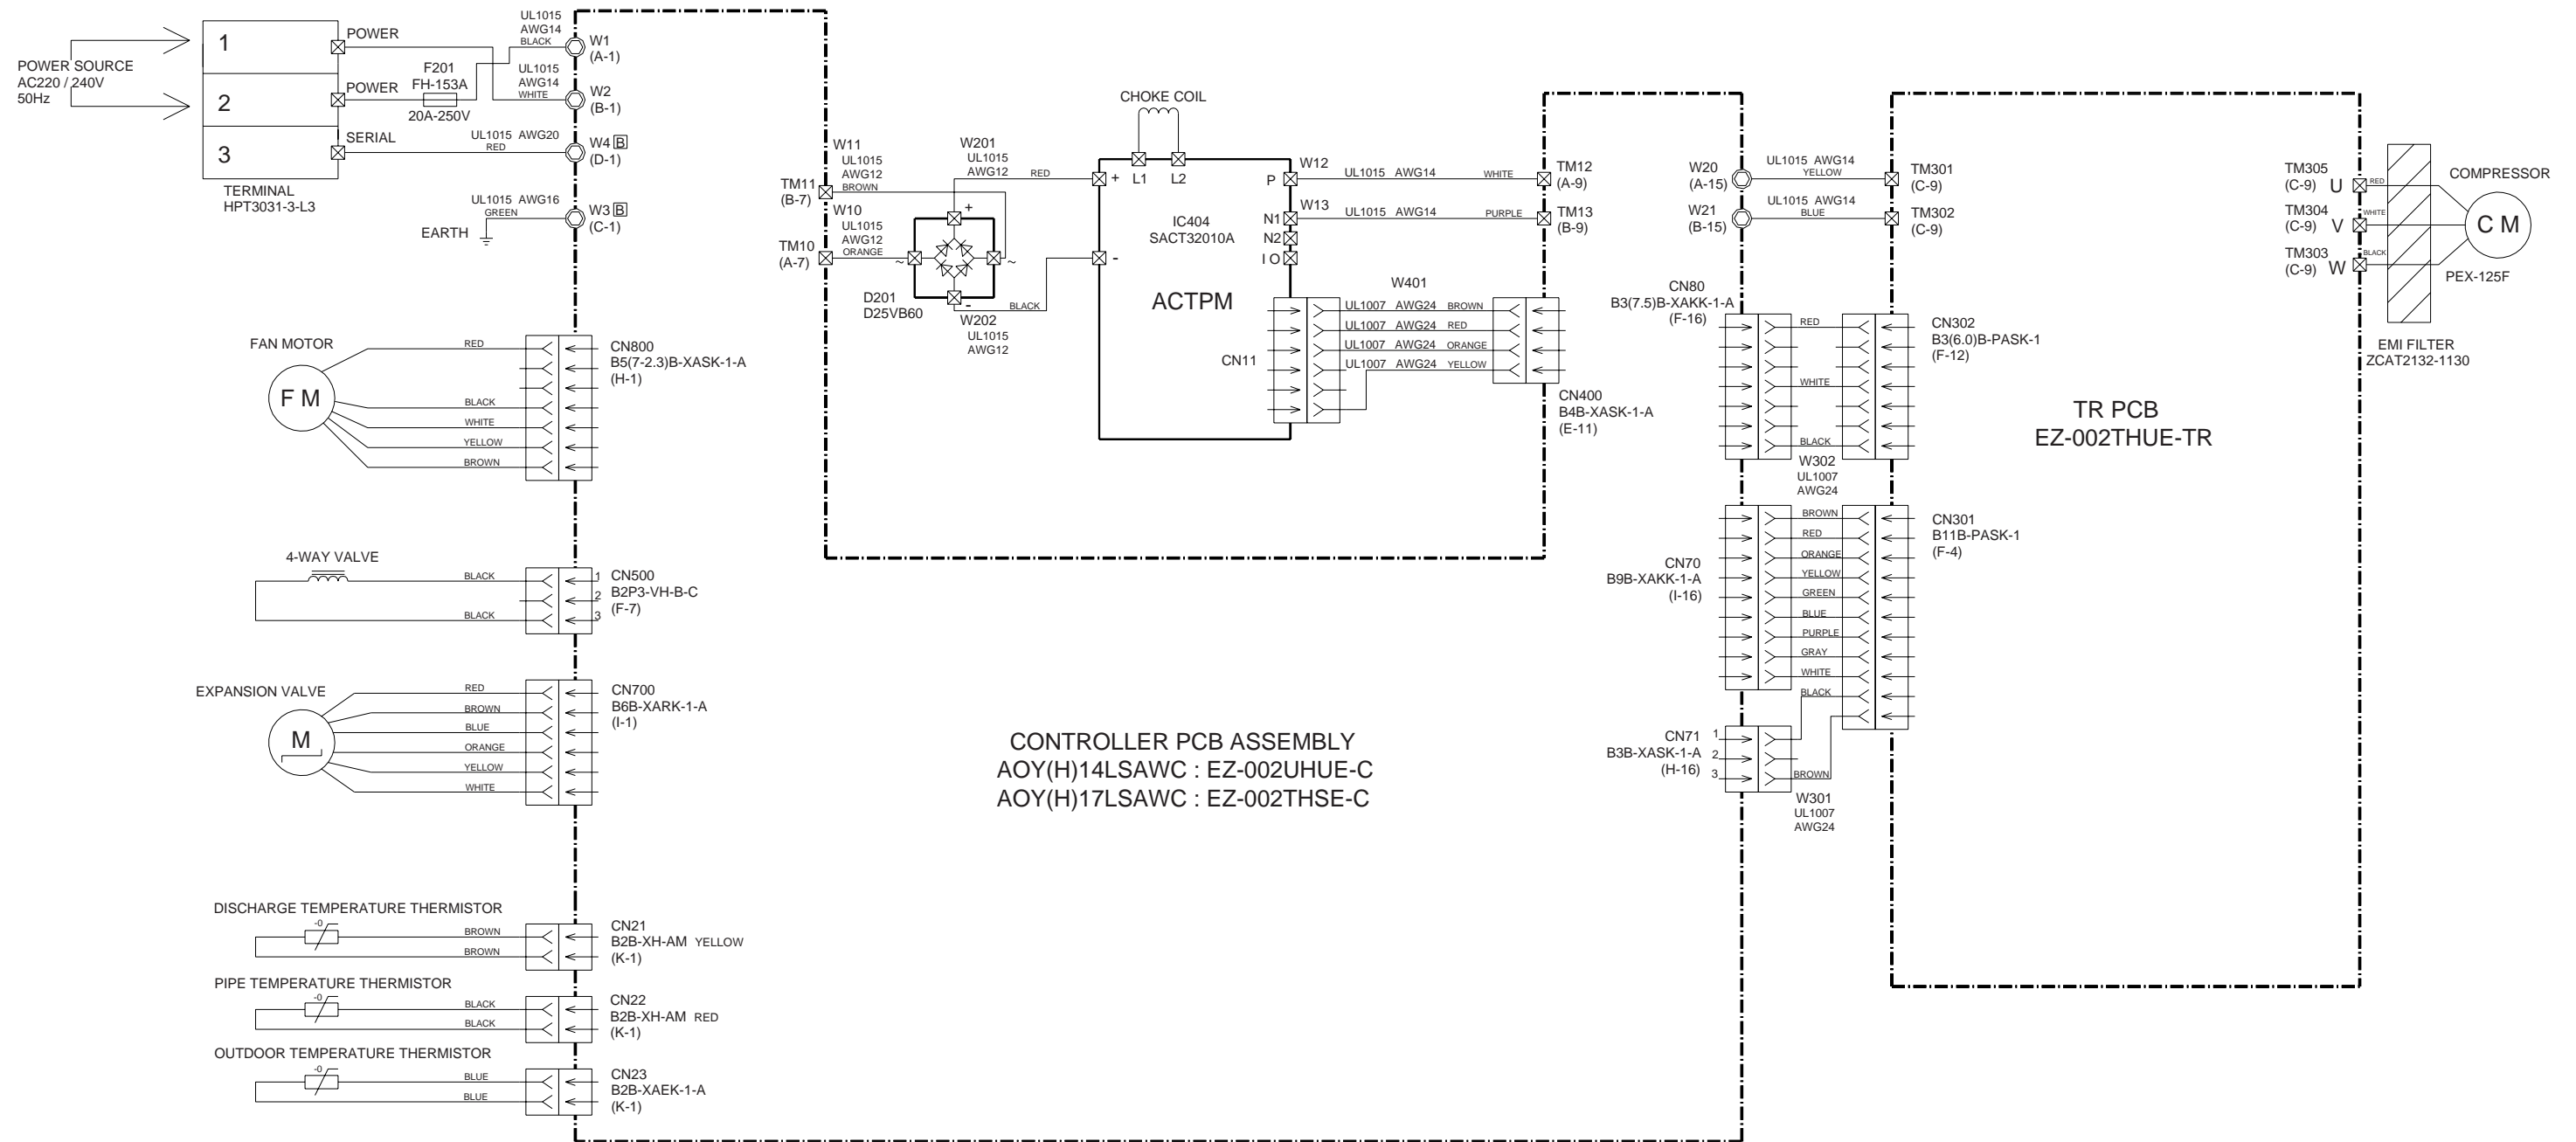 POWER SOURCE
AC220 / 240V
50Hz
1
2
3
POWER
POWER
SERIAL
TERMINAL
HPT3031-3-L3
F201
FH-153A
20A-250V
UL1015
AWG14
BLACK
UL1015
AWG14
WHITE
UL1015 AWG20
RED
UL1015 AWG16
GREEN
EARTH
W1
(A-1)
W2
(B-1)
W4 B
(D-1)
W3 B
(C-1)
FAN MOTOR
F M
RED
BLACK
WHITE
YELLOW
BROWN
CN800
B5(7-2.3)B-XASK-1-A
(H-1)
4-WAY VALVE
BLACK
BLACK
1
2
3
CN500
B2P3-VH-B-C
(F-7)
EXPANSION VALVE
M
RED
BROWN
BLUE
ORANGE
YELLOW
WHITE
CN700
B6B-XARK-1-A
(I-1)
DISCHARGE TEMPERATURE THERMISTOR
-0
BROWN
BROWN
CN21
B2B-XH-AM YELLOW
(K-1)
PIPE TEMPERATURE THERMISTOR
-0
BLACK
BLACK
CN22
B2B-XH-AM RED
(K-1)
OUTDOOR TEMPERATURE THERMISTOR
-0
BLUE
BLUE
CN23
B2B-XAEK-1-A
(K-1)
TM11
(B-7)
TM10
(A-7)
W11
UL1015
AWG12
BROWN
W10
UL1015
AWG12
ORANGE
W201
UL1015
AWG12
RED
+
~
~
-
D201
D25VB60
BLACK
W202
UL1015
AWG12
CHOKE COIL
+
L1
L2
-
P
N1
N2
I O
IC404
SACT32010A
ACTPM
CN11
W12
UL1015 AWG14
WHITE
W13
UL1015 AWG14
PURPLE
TM12
(A-9)
TM13
(B-9)
W401
UL1007 AWG24 BROWN
UL1007 AWG24 RED
UL1007 AWG24 ORANGE
UL1007 AWG24 YELLOW
CN400
B4B-XASK-1-A
(E-11)
CONTROLLER PCB ASSEMBLY
AOY(H)14LSAWC : EZ-002UHUE-C
AOY(H)17LSAWC : EZ-002THSE-C
W20
(A-15)
W21
(B-15)
UL1015 AWG14
YELLOW
UL1015 AWG14
BLUE
TM301
(C-9)
TM302
(C-9)
CN80
B3(7.5)B-XAKK-1-A
(F-16)
RED
WHITE
BLACK
W302
UL1007
AWG24
CN302
B3(6.0)B-PASK-1
(F-12)
CN70
B9B-XAKK-1-A
(I-16)
BROWN
RED
ORANGE
YELLOW
GREEN
BLUE
PURPLE
GRAY
WHITE
BLACK
CN301
B11B-PASK-1
(F-4)
CN71
B3B-XASK-1-A
(H-16)
1
2
3
BROWN
W301
UL1007
AWG24
TR PCB
EZ-002THUE-TR
TM305
(C-9)
U
TM304
(C-9)
V
TM303
(C-9)
W
RED
WHITE
BLACK
EMI FILTER
ZCAT2132-1130
COMPRESSOR
C M
PEX-125F